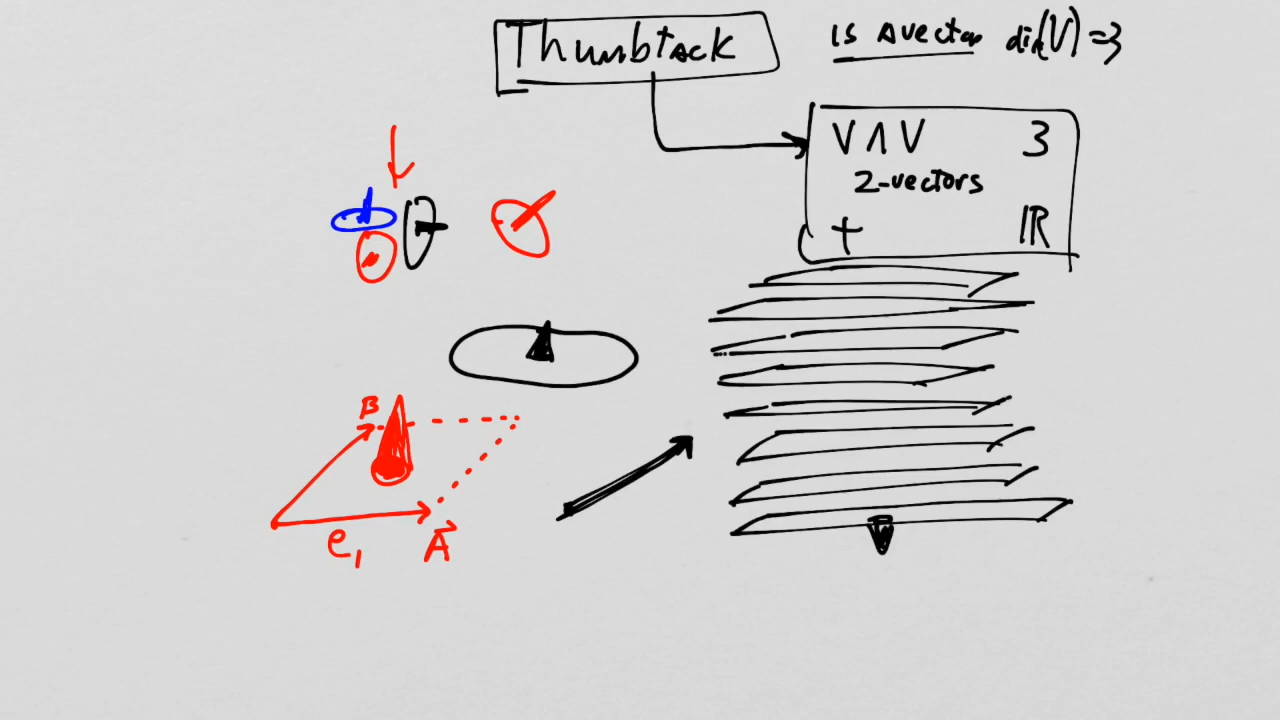 Thumbtack
is a vector dim(V) = 3
V ∧ V 3
2-vectors
+ ℝ
B
e₁ A⃗